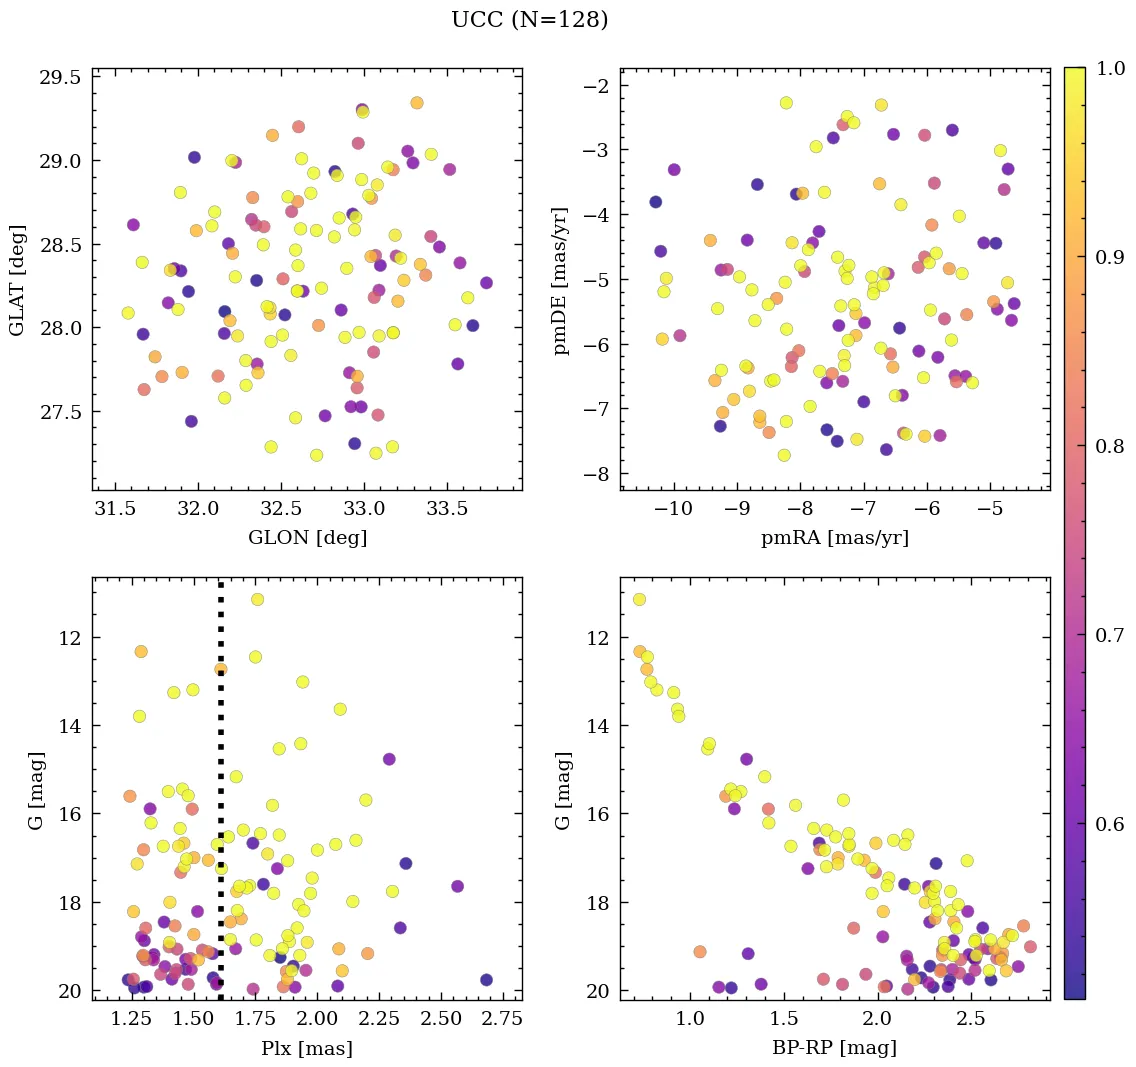 UCC (N=128)
29.5
29.0
28.5
28.0
27.5
GLAT [deg]
31.5 32.0 32.5 33.0 33.5
GLON [deg]
−2
−3
−4
−5
−6
−7
−8
pmDE [mas/yr]
−10 −9 −8 −7 −6 −5
pmRA [mas/yr]
1.0
0.9
0.8
0.7
0.6
12
14
16
18
20
G [mag]
1.25 1.50 1.75 2.00 2.25 2.50 2.75
Plx [mas]
12
14
16
18
20
G [mag]
1.0 1.5 2.0 2.5
BP-RP [mag]